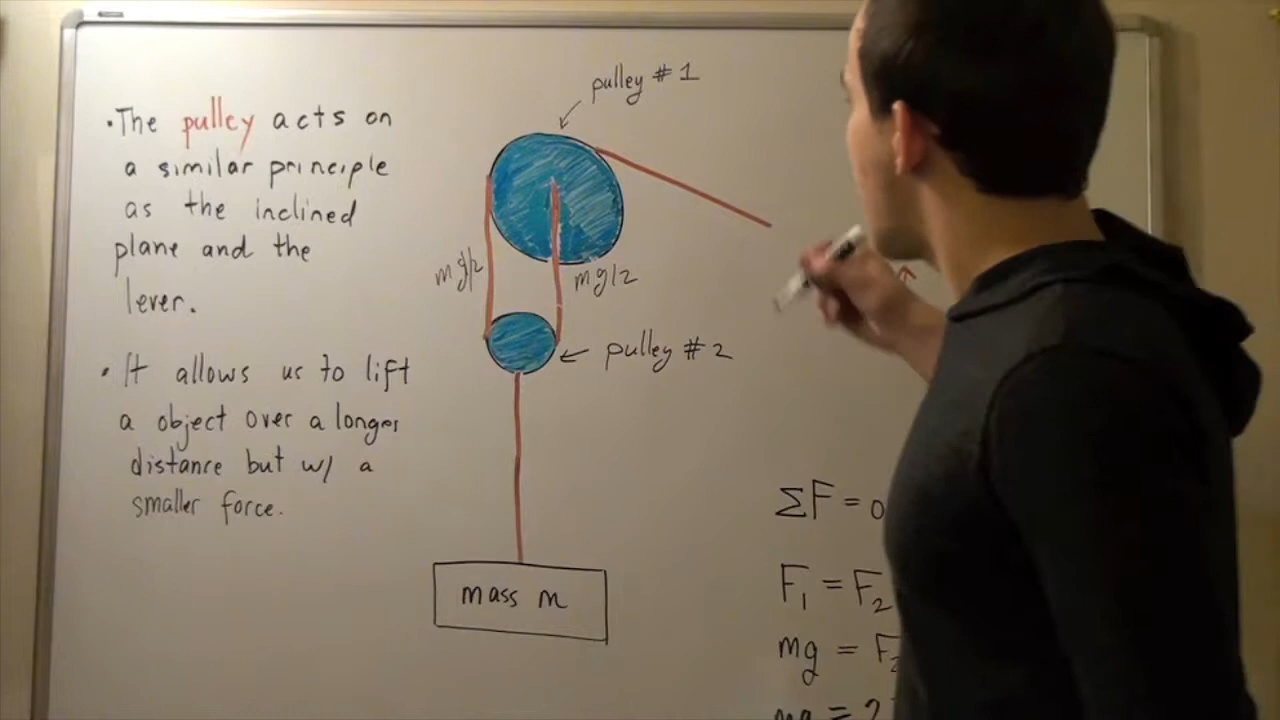 • The pulley acts on
a similar principle
as the inclined
plane and the
lever.
• It allows us to lift
a object over a longer
distance but w/ a
smaller force.
pulley # 1
mg/2
mg/2
pulley # 2
mass m
ΣF = 0
F₁ = F₂
mg = F₂
mg = 2